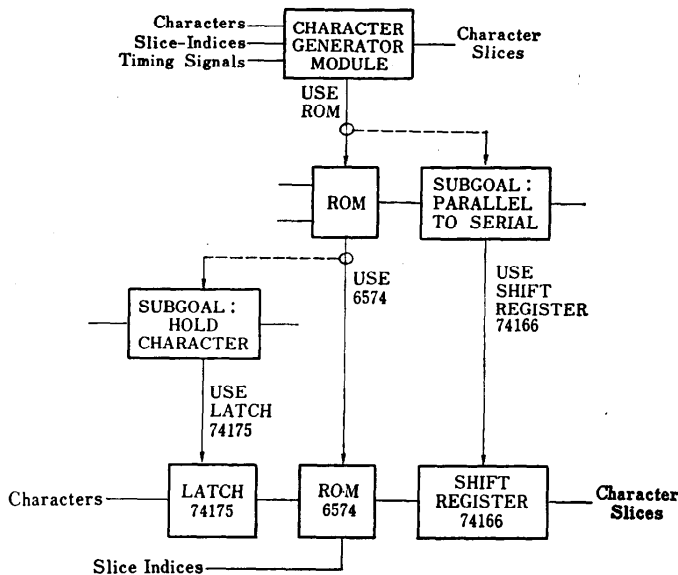 Characters
Slice-Indices
Timing Signals
CHARACTER
GENERATOR
MODULE
Character
Slices
USE
ROM
ROM
SUBGOAL:
PARALLEL
TO SERIAL
USE
6574
USE
SHIFT
REGISTER
74166
SUBGOAL:
HOLD
CHARACTER
USE
LATCH
74175
Characters
LATCH
74175
RO·M
6574
SHIFT
REGISTER
74166
Character
Slices
Slice Indices